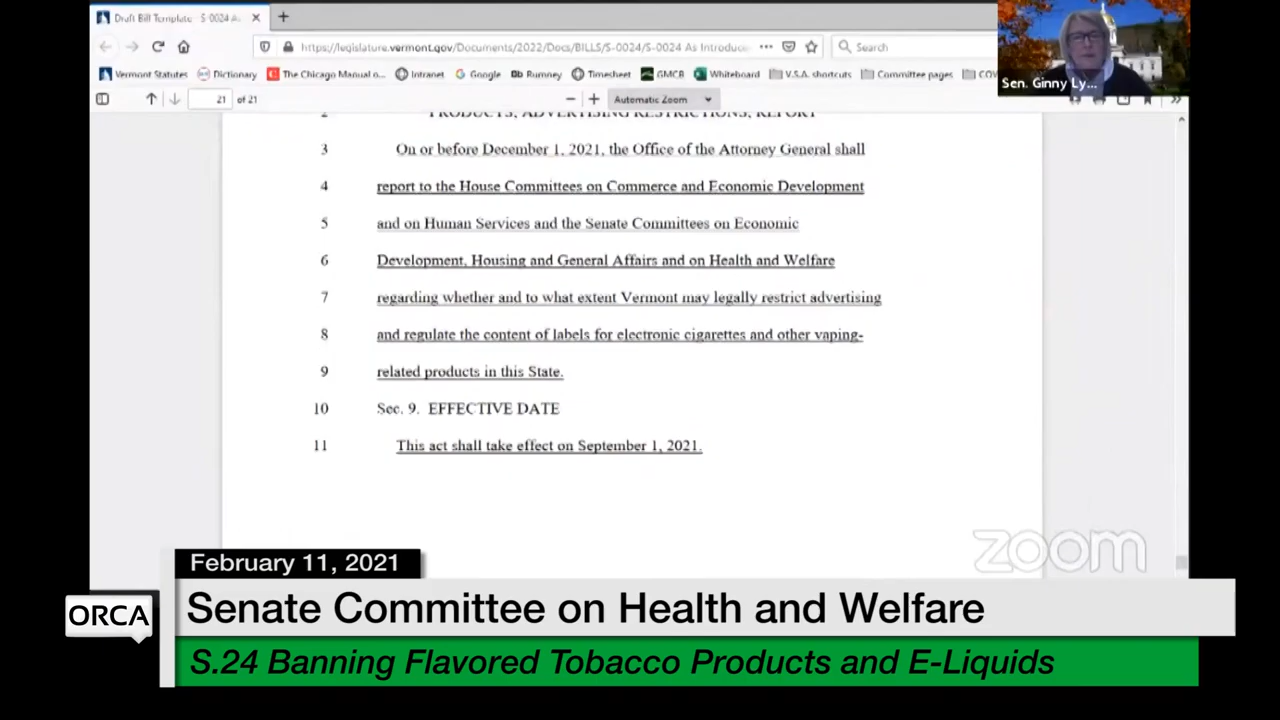 Draft Bill Template - S-0024 As
https://legislature.vermont.gov/Documents/2022/Docs/BILLS/S-0024/S-0024 As Introduce
Search
Vermont Statutes Dictionary The Chicago Manual o... Intranet Google Rumney Timesheet GMCB Whiteboard V.S.A. shortcuts Committee pages COV
Sen. Ginny Ly...
21 of 21
Automatic Zoom
2 PRODUCTS; ADVERTISING RESTRICTIONS; REPORT
3 On or before December 1, 2021, the Office of the Attorney General shall
4 report to the House Committees on Commerce and Economic Development
5 and on Human Services and the Senate Committees on Economic
6 Development, Housing and General Affairs and on Health and Welfare
7 regarding whether and to what extent Vermont may legally restrict advertising
8 and regulate the content of labels for electronic cigarettes and other vaping-
9 related products in this State.
10 Sec. 9. EFFECTIVE DATE
11 This act shall take effect on September 1, 2021.
zoom
February 11, 2021
ORCA
Senate Committee on Health and Welfare
S.24 Banning Flavored Tobacco Products and E-Liquids